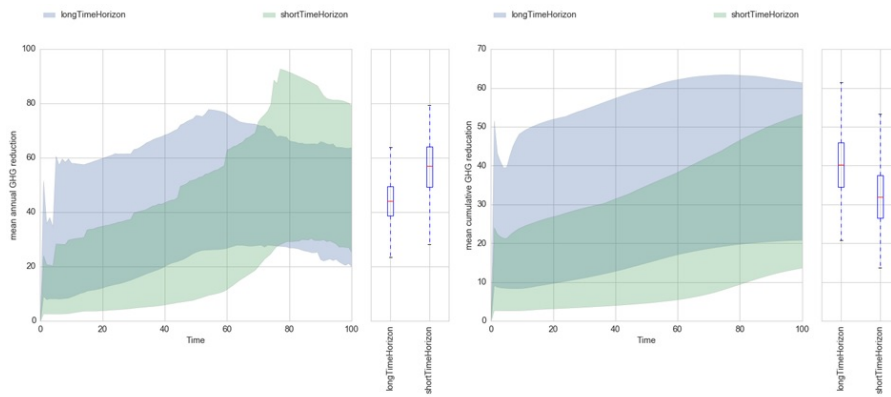 longTimeHorizon
shortTimeHorizon
mean annual GHG reduction
100
80
60
40
20
0
0 20 40 60 80 100
Time
longTimeHorizon
shortTimeHorizon
longTimeHorizon
shortTimeHorizon
mean cumulative GHG reducation
70
60
50
40
30
20
10
0
0 20 40 60 80 100
Time
longTimeHorizon
shortTimeHorizon